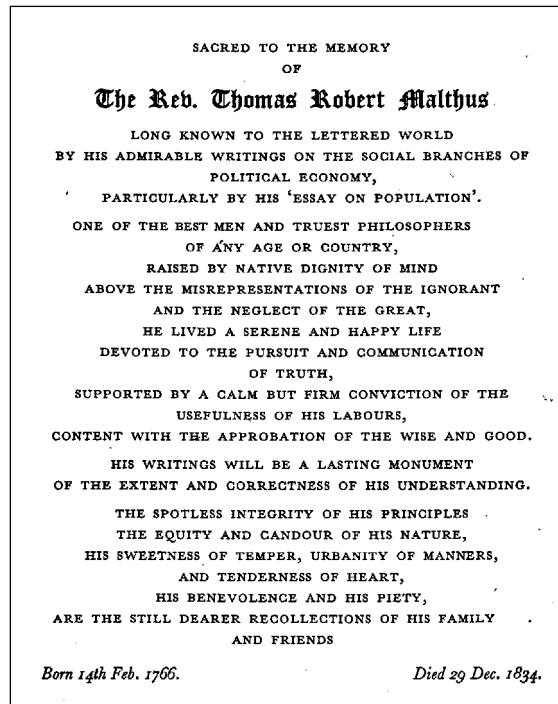 SACRED TO THE MEMORY
OF
The Rev. Thomas Robert Malthus
LONG KNOWN TO THE LETTERED WORLD
BY HIS ADMIRABLE WRITINGS ON THE SOCIAL BRANCHES OF
POLITICAL ECONOMY,
PARTICULARLY BY HIS ‘ESSAY ON POPULATION’.
ONE OF THE BEST MEN AND TRUEST PHILOSOPHERS
OF ANY AGE OR COUNTRY,
RAISED BY NATIVE DIGNITY OF MIND
ABOVE THE MISREPRESENTATIONS OF THE IGNORANT
AND THE NEGLECT OF THE GREAT,
HE LIVED A SERENE AND HAPPY LIFE
DEVOTED TO THE PURSUIT AND COMMUNICATION
OF TRUTH,
SUPPORTED BY A CALM BUT FIRM CONVICTION OF THE
USEFULNESS OF HIS LABOURS,
CONTENT WITH THE APPROBATION OF THE WISE AND GOOD.
HIS WRITINGS WILL BE A LASTING MONUMENT
OF THE EXTENT AND CORRECTNESS OF HIS UNDERSTANDING.
THE SPOTLESS INTEGRITY OF HIS PRINCIPLES
THE EQUITY AND CANDOUR OF HIS NATURE,
HIS SWEETNESS OF TEMPER, URBANITY OF MANNERS,
AND TENDERNESS OF HEART,
HIS BENEVOLENCE AND HIS PIETY,
ARE THE STILL DEARER RECOLLECTIONS OF HIS FAMILY
AND FRIENDS
Born 14th Feb. 1766. Died 29 Dec. 1834.